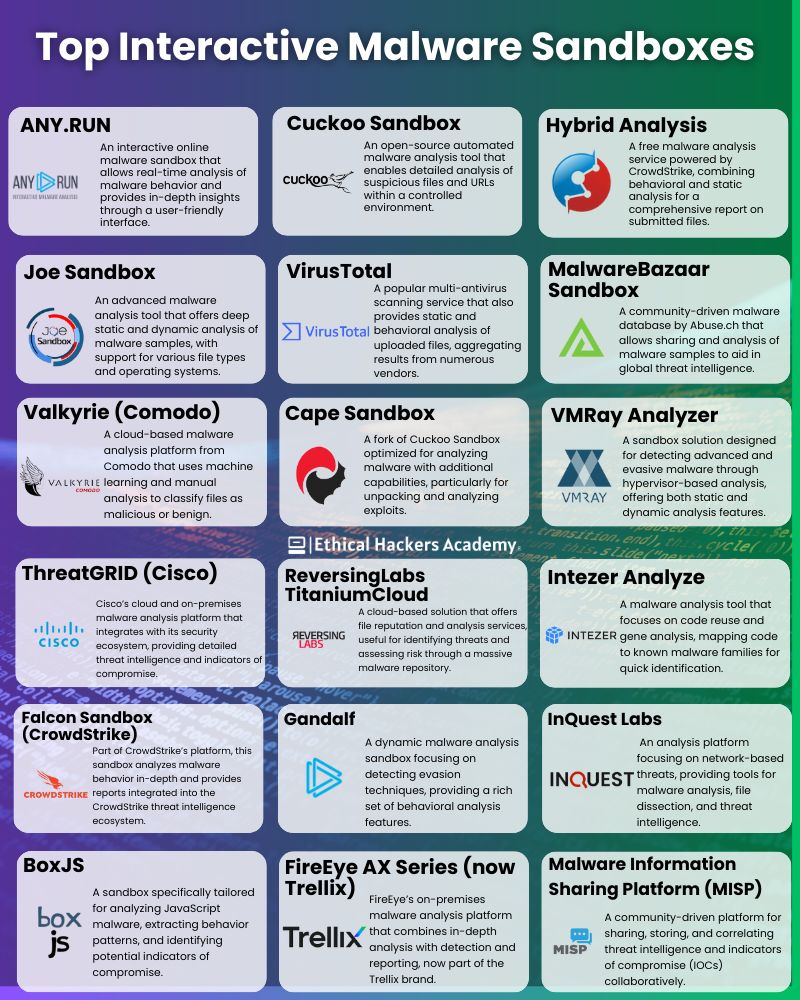 Top Interactive Malware Sandboxes
ANY.RUN
ANY RUN
INTERACTIVE MALWARE ANALYSIS
An interactive online
malware sandbox that
allows real-time analysis of
malware behavior and
provides in-depth insights
through a user-friendly
interface.
Cuckoo Sandbox
cuckoo
An open-source automated
malware analysis tool that
enables detailed analysis of
suspicious files and URLs
within a controlled
environment.
Hybrid Analysis
A free malware analysis
service powered by
CrowdStrike, combining
behavioral and static
analysis for a
comprehensive report on
submitted files.
Joe Sandbox
Joe
Sandbox
An advanced malware
analysis tool that offers deep
static and dynamic analysis of
malware samples, with
support for various file types
and operating systems.
VirusTotal
VirusTotal
A popular multi-antivirus
scanning service that also
provides static and
behavioral analysis of
uploaded files, aggregating
results from numerous
vendors.
MalwareBazaar
Sandbox
A community-driven malware
database by Abuse.ch that
allows sharing and analysis of
malware samples to aid in
global threat intelligence.
Valkyrie (Comodo)
VALKYRIE
COMODO
A cloud-based malware
analysis platform from
Comodo that uses machine
learning and manual
analysis to classify files as
malicious or benign.
Cape Sandbox
A fork of Cuckoo Sandbox
optimized for analyzing
malware with additional
capabilities, particularly for
unpacking and analyzing
exploits.
VMRay Analyzer
VMRAY
A sandbox solution designed
for detecting advanced and
evasive malware through
hypervisor-based analysis,
offering both static and
dynamic analysis features.
|Ethical Hackers Academy
ThreatGRID (Cisco)
CISCO
Cisco's cloud and on-premises
malware analysis platform that
integrates with its security
ecosystem, providing detailed
threat intelligence and indicators of
compromise.
ReversingLabs
TitaniumCloud
REVERSING
LABS
A cloud-based solution that offers
file reputation and analysis services,
useful for identifying threats and
assessing risk through a massive
malware repository.
Intezer Analyze
INTEZER
A malware analysis tool that
focuses on code reuse and
gene analysis, mapping code
to known malware families for
quick identification.
Falcon Sandbox
(CrowdStrike)
CROWDSTRIKE
Part of CrowdStrike's platform, this
sandbox analyzes malware
behavior in-depth and provides
reports integrated into the
CrowdStrike threat intelligence
ecosystem.
Gandalf
A dynamic malware analysis
sandbox focusing on
detecting evasion
techniques, providing a rich
set of behavioral analysis
features.
InQuest Labs
INQUEST
An analysis platform
focusing on network-based
threats, providing tools for
malware analysis, file
dissection, and threat
intelligence.
BoxJS
box
js
A sandbox specifically tailored
for analyzing JavaScript
malware, extracting behavior
patterns, and identifying
potential indicators of
compromise.
FireEye AX Series (now
Trellix)
Trellix
FireEye's on-premises
malware analysis platform
that combines in-depth
analysis with detection and
reporting, now part of the
Trellix brand.
Malware Information
Sharing Platform (MISP)
MISP
A community-driven platform for
sharing, storing, and correlating
threat intelligence and indicators
of compromise (IOCs)
collaboratively.